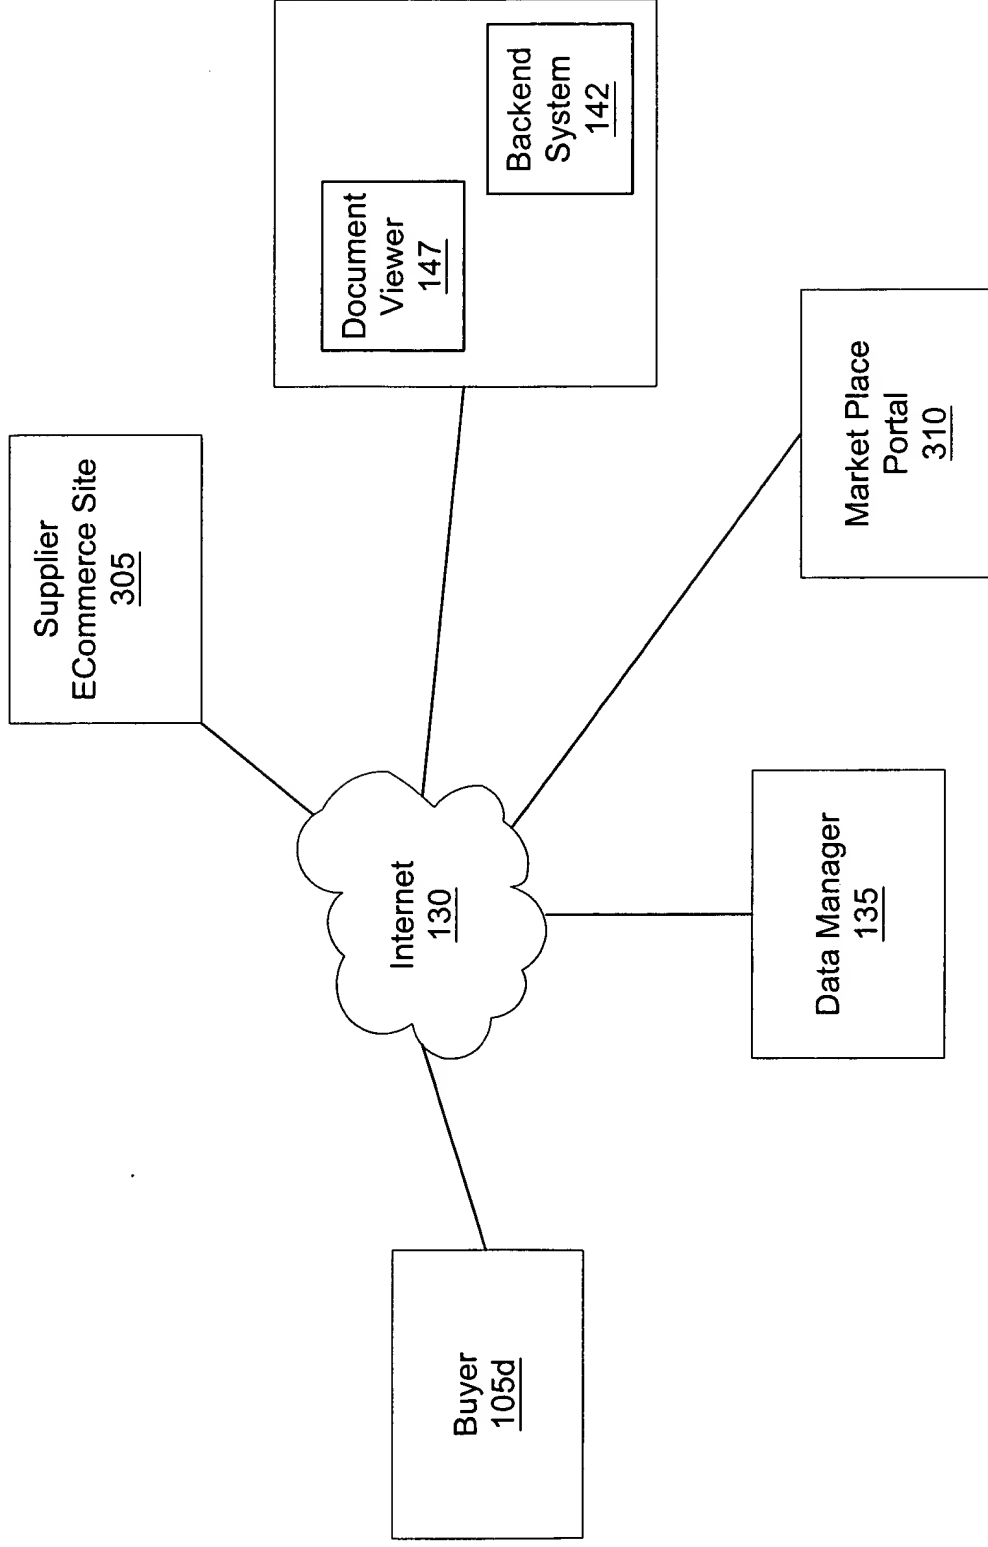 Supplier
ECommerce Site
305
Document
Viewer
147
Backend
System
142
Internet
130
Buyer
105d
Data Manager
135
Market Place
Portal
310